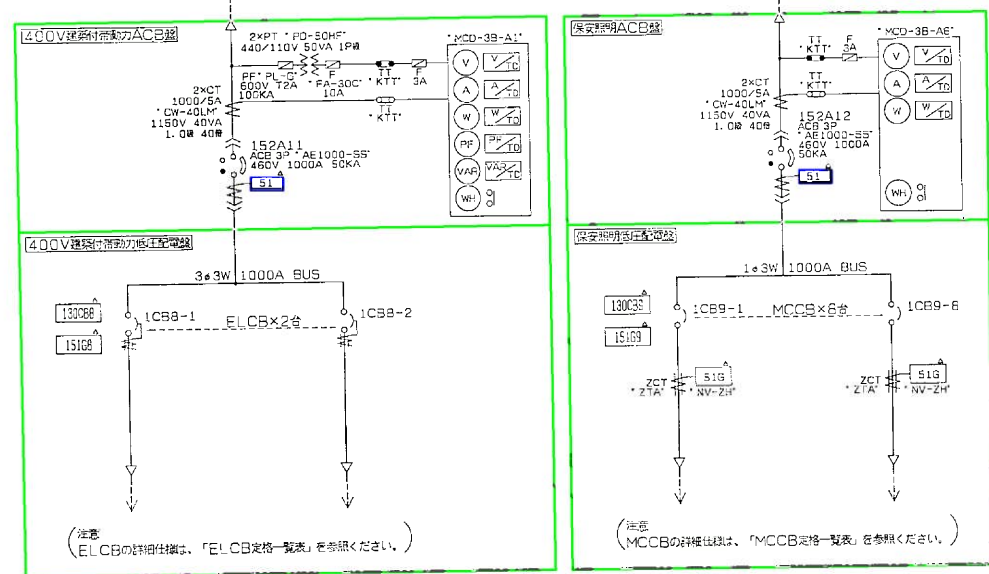 400V建築付帯動力ACB盤
2×PT "PD-50HF"
440/110V 50VA 1P級
PF"PL-G"
600V T2A
100KA
F
"FA-30C"
10A
TT
"KTT"
F
3A
TT
"KTT"
2×CT
1000/5A
"CW-40LM"
1150V 40VA
1.0級 40倍
152A11
ACB 3P "AE1000-SS"
460V 1000A 50KA
51
"MCD-3B-A1"
V V/TD
A A/TD
W W/TD
PF PF/TD
VAR VAR/TD
WH
400V建築付帯動力低圧配電盤
3φ3W 1000A BUS
130CB8
151G8
1CB8-1
ELCB×2台
1CB8-2
(注意
ELCBの詳細仕様は、「ELCB定格一覧表」を参照ください。)
保安照明ACB盤
TT
"KTT"
F
3A
TT
"KTT"
2×CT
1000/5A
"CW-40LM"
1150V 40VA
1.0級 40倍
152A12
ACB 3P
"AE1000-SS"
460V 1000A
50KA
51
V V/TD
A A/TD
W W/TD
WH
保安照明低圧配電盤
1φ3W 1000A BUS
130CB9
151G9
1CB9-1
MCCB×6台
1CB9-6
ZCT
"ZTA"
51G
"NV-ZH"
ZCT
"ZTA"
51G
"NV-ZH"
(注意
MCCBの詳細仕様は、「MCCB定格一覧表」を参照ください。)